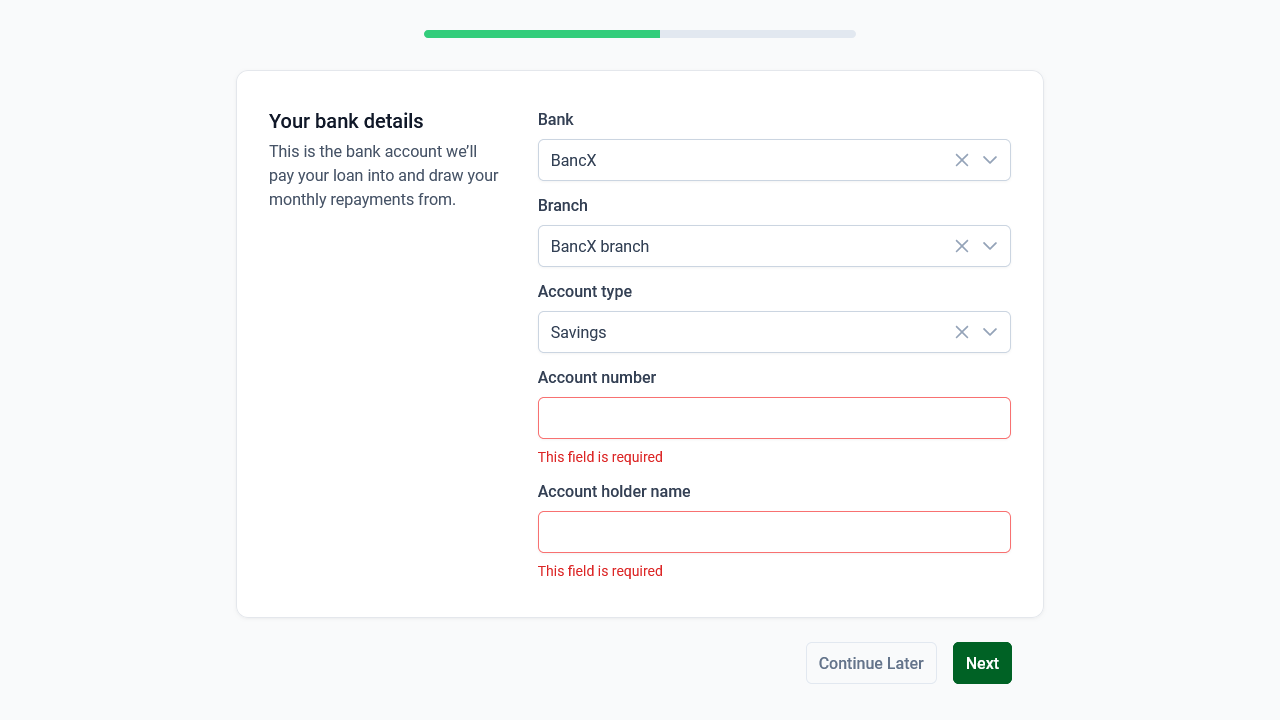 Your bank details
This is the bank account we’ll
pay your loan into and draw your
monthly repayments from.
Bank
BancX
Branch
BancX branch
Account type
Savings
Account number
This field is required
Account holder name
This field is required
Continue Later
Next